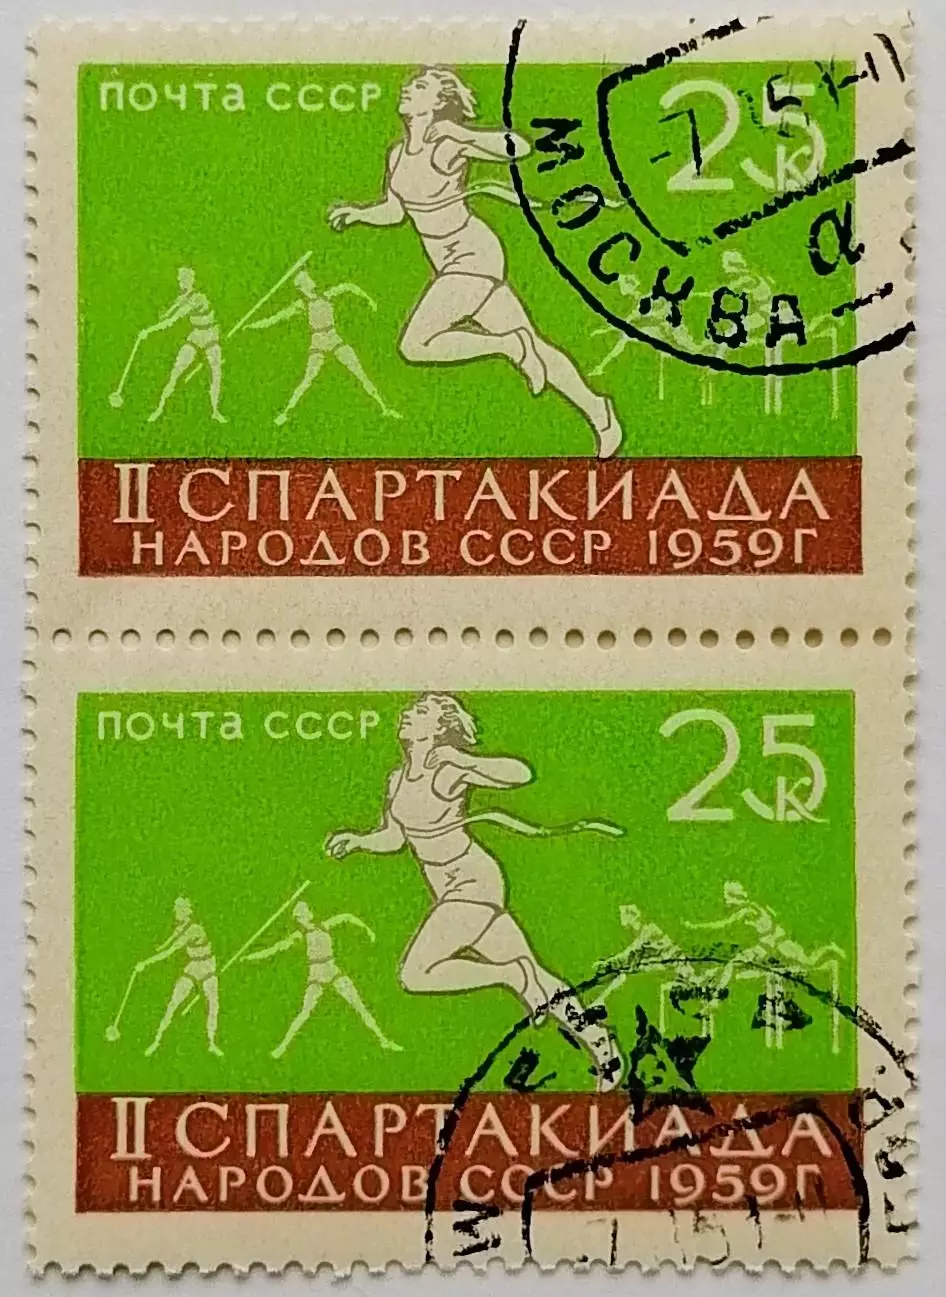 ПОЧТА СССР
25 К
МОСКВА
а
II СПАРТАКИАДА
НАРОДОВ СССР 1959Г
ПОЧТА СССР
25 К
II СПАРТАКИАДА
НАРОДОВ СССР 1959Г